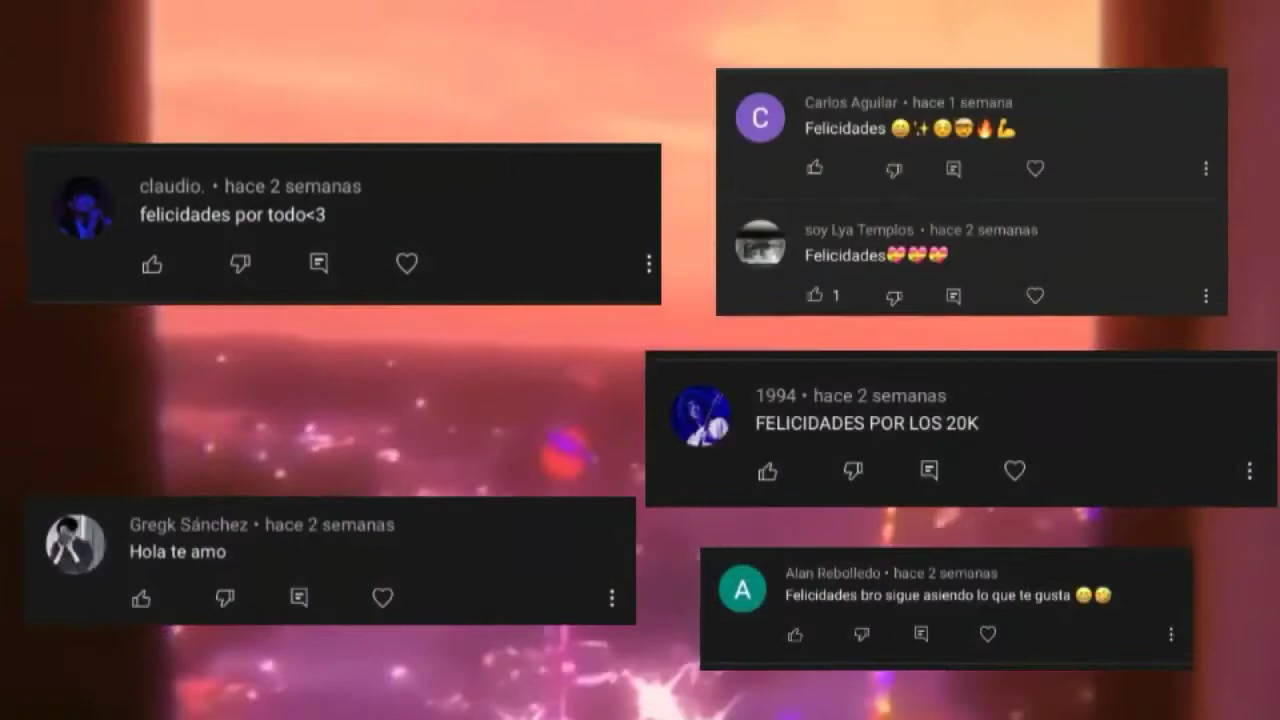 claudio. • hace 2 semanas
felicidades por todo<3
Carlos Aguilar • hace 1 semana
Felicidades 😄✨☺️🤯🔥💪
soy Lya Templos • hace 2 semanas
Felicidades💝💝💝
1
1994 • hace 2 semanas
FELICIDADES POR LOS 20K
Gregk Sánchez • hace 2 semanas
Hola te amo
Alan Rebolledo • hace 2 semanas
Felicidades bro sigue asiendo lo que te gusta 😁🤣
C
A